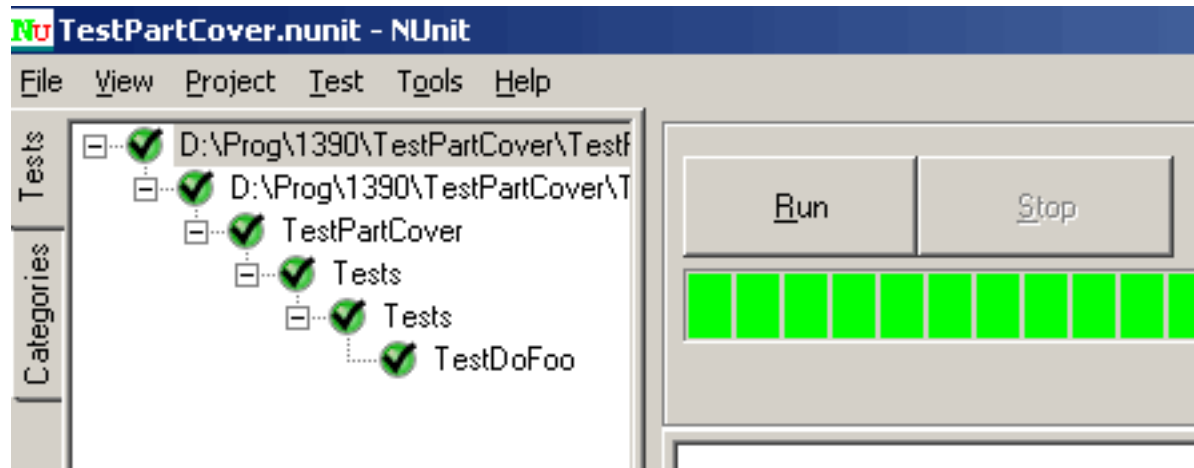 NU TestPartCover.nunit - NUnit
File View Project Test Tools Help
Tests
Categories
D:\Prog\1390\TestPartCover\Test
D:\Prog\1390\TestPartCover\T
TestPartCover
Tests
Tests
TestDoFoo
Run Stop